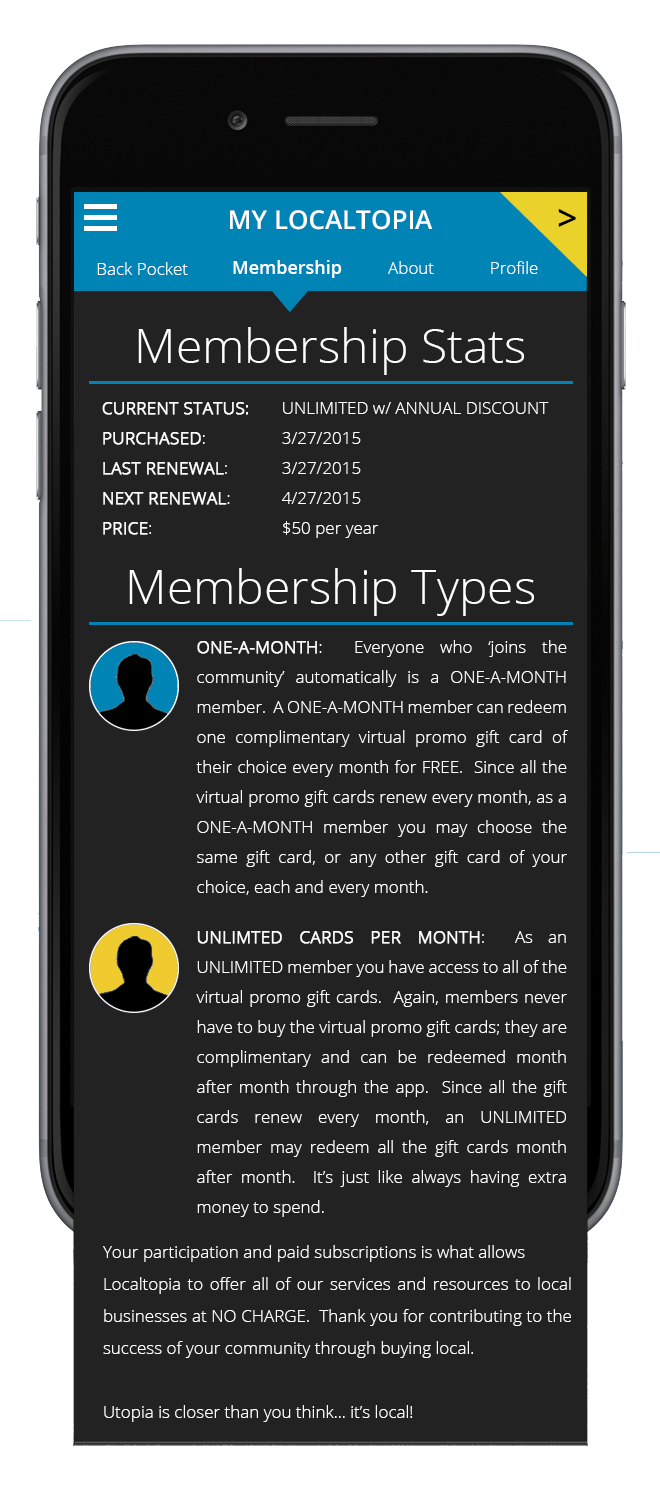 MY LOCALTOPIA
>
Back Pocket Membership About Profile
Membership Stats
CURRENT STATUS: UNLIMITED w/ ANNUAL DISCOUNT
PURCHASED: 3/27/2015
LAST RENEWAL: 3/27/2015
NEXT RENEWAL: 4/27/2015
PRICE: $50 per year
Membership Types
ONE-A-MONTH: Everyone who ‘joins the
community’ automatically is a ONE-A-MONTH
member. A ONE-A-MONTH member can redeem
one complimentary virtual promo gift card of
their choice every month for FREE. Since all the
virtual promo gift cards renew every month, as a
ONE-A-MONTH member you may choose the
same gift card, or any other gift card of your
choice, each and every month.
UNLIMTED CARDS PER MONTH: As an
UNLIMITED member you have access to all of the
virtual promo gift cards. Again, members never
have to buy the virtual promo gift cards; they are
complimentary and can be redeemed month
after month through the app. Since all the gift
cards renew every month, an UNLIMITED
member may redeem all the gift cards month
after month. It’s just like always having extra
money to spend.
Your participation and paid subscriptions is what allows
Localtopia to offer all of our services and resources to local
businesses at NO CHARGE. Thank you for contributing to the
success of your community through buying local.
Utopia is closer than you think... it’s local!